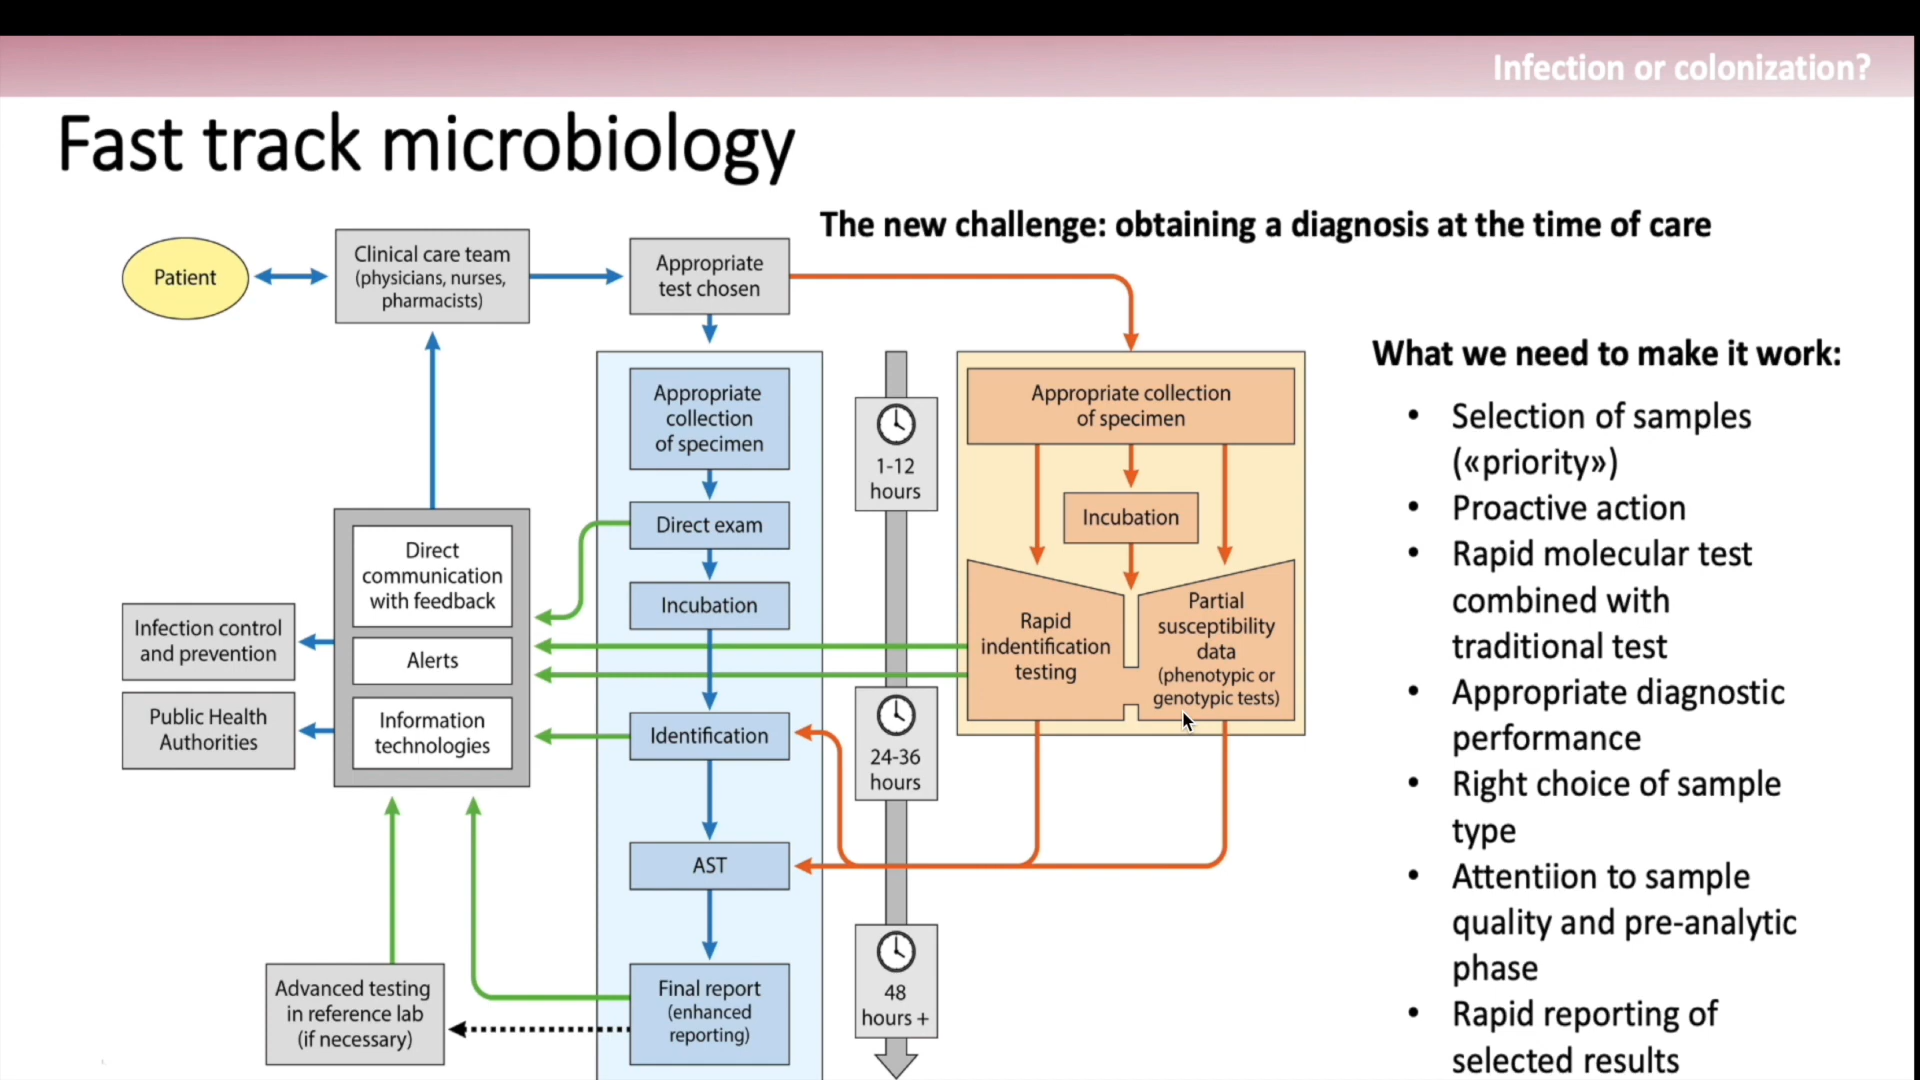 Infection or colonization?
Fast track microbiology
The new challenge: obtaining a diagnosis at the time of care
Patient
Clinical care team
(physicians, nurses,
pharmacists)
Appropriate
test chosen
Appropriate
collection
of specimen
Direct exam
Incubation
Identification
AST
Final report
(enhanced
reporting)
1-12
hours
24-36
hours
48
hours +
Appropriate collection
of specimen
Incubation
Rapid
indentification
testing
Partial
susceptibility
data
(phenotypic or
genotypic tests)
Direct
communication
with feedback
Alerts
Information
technologies
Infection control
and prevention
Public Health
Authorities
Advanced testing
in reference lab
(if necessary)
What we need to make it work:
• Selection of samples
(«priority»)
• Proactive action
• Rapid molecular test
combined with
traditional test
• Appropriate diagnostic
performance
• Right choice of sample
type
• Attentiion to sample
quality and pre-analytic
phase
• Rapid reporting of
selected results